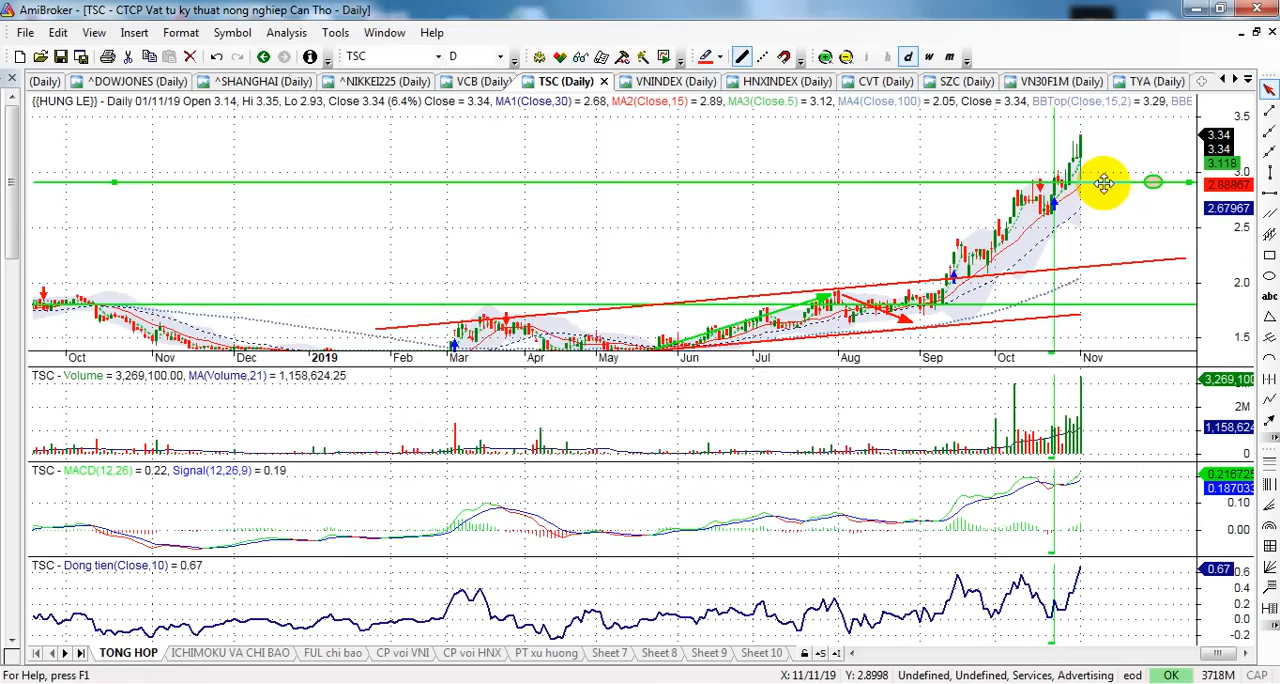 AmiBroker - [TSC - CTCP Vat tu ky thuat nong nghiep Can Tho - Daily]
File Edit View Insert Format Symbol Analysis Tools Window Help
TSC D i h d w m
(Daily) ^DOWJONES (Daily) ^SHANGHAI (Daily) ^NIKKEI225 (Daily) VCB (Daily) TSC (Daily) VNINDEX (Daily) HNXINDEX (Daily) CVT (Daily) SZC (Daily) VN30F1M (Daily) TYA (Daily)
{{HUNG LE}} - Daily 01/11/19 Open 3.14, Hi 3.35, Lo 2.93, Close 3.34 (6.4%) Close = 3.34, MA1(Close,30) = 2.68, MA2(Close,15) = 2.89, MA3(Close,5) = 3.12, MA4(Close,100) = 2.05, Close = 3.34, BBTop(Close,15,2) = 3.29, BBE
3.5
3.34
3.34
3.118
3.0
2.88867
2.67967
2.5
2.0
1.5
Oct Nov Dec 2019 Feb Mar Apr May Jun Jul Aug Sep Oct Nov
TSC - Volume = 3,269,100.00, MA(Volume,21) = 1,158,624.25
3,269,100
2M
1,158,624
0
TSC - MACD(12,26) = 0.22, Signal(12,26,9) = 0.19
0.216725
0.187033
0.10
0.00
TSC - Dong tien(Close,10) = 0.67
0.67
0.6
0.4
0.2
0.0
-0.2
TONG HOP ICHIMOKU VA CHI BAO FUL chi bao CP voi VNI CP voi HNX PT xu huong Sheet 7 Sheet 8 Sheet 9 Sheet 10
For Help, press F1 X: 11/11/19 Y: 2.8998 Undefined, Undefined, Services, Advertising eod OK 3718M CAP
abc